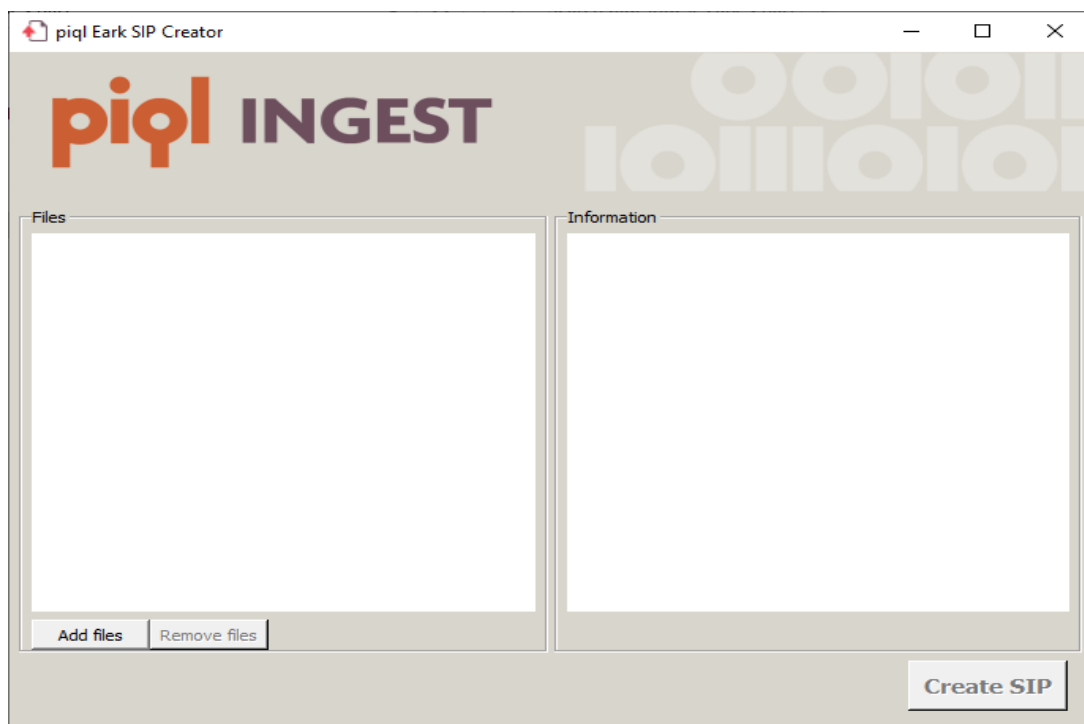 piql Eark SIP Creator
piql INGEST
Files
Information
Add files
Remove files
Create SIP